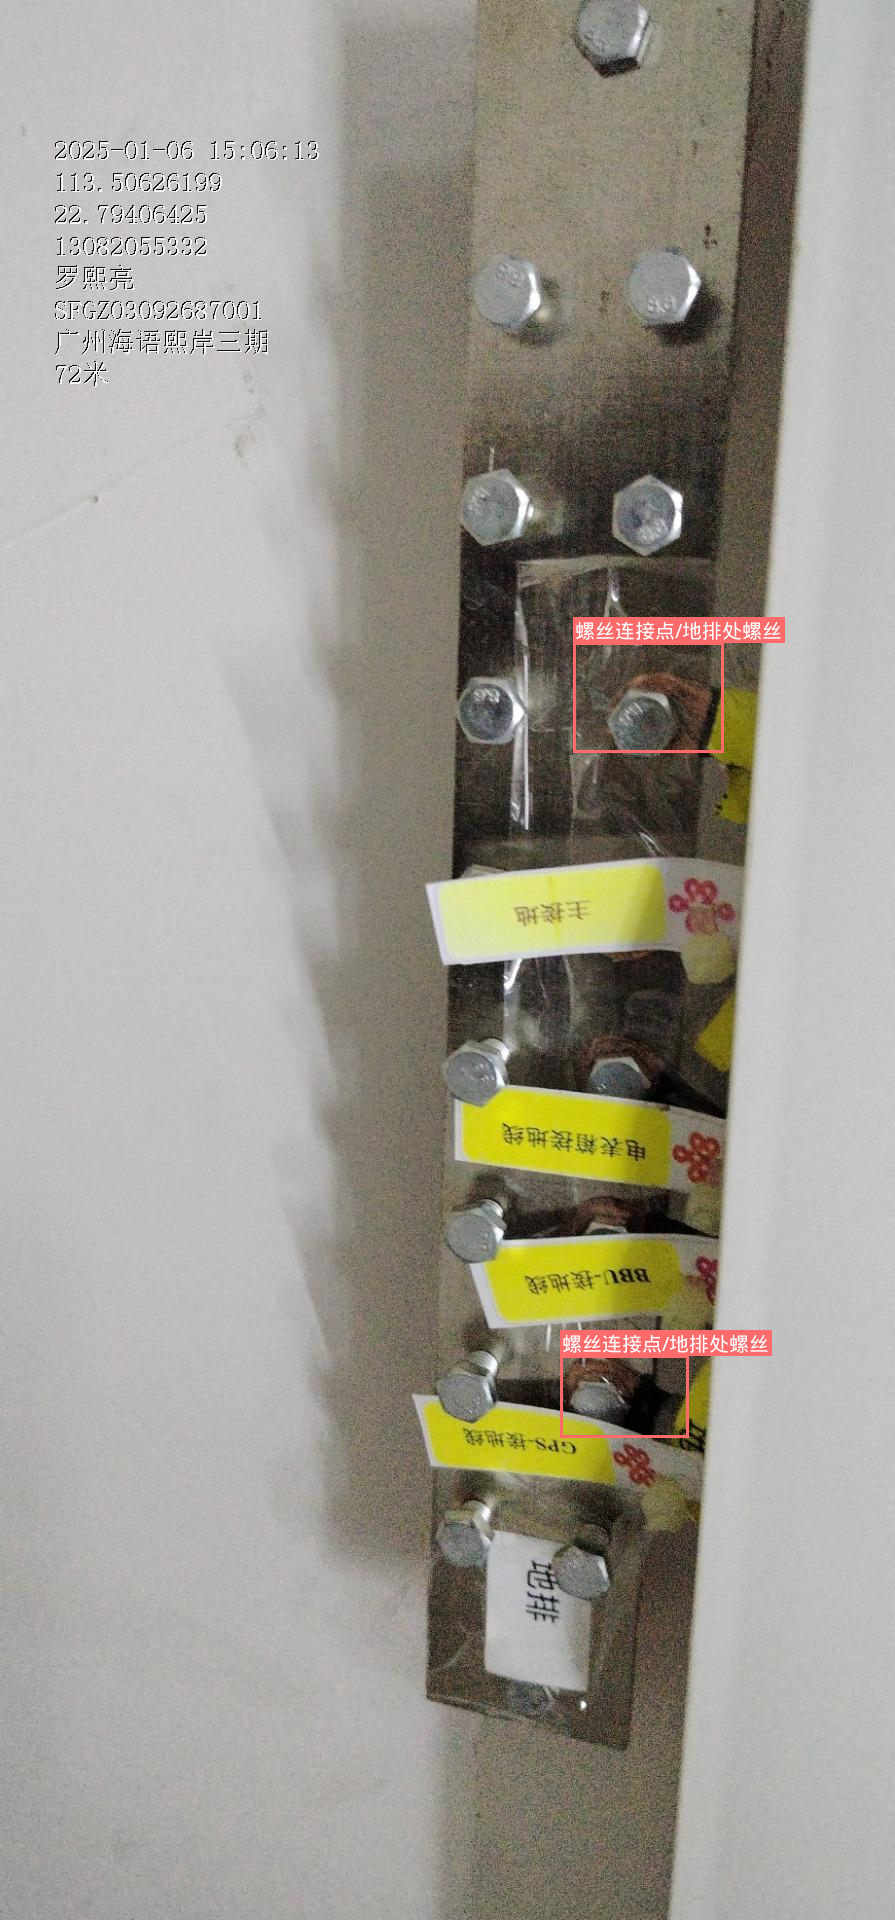 2025-01-06 15:06:13
113.50626199
22.79406425
13082055332
罗熙亮
SFGZ03092687001
广州海语熙岸三期
72米
螺丝连接点/地排处螺丝
主接地
电表箱接地线
BBU-接地线
螺丝连接点/地排处螺丝
GPS-接地线
地排